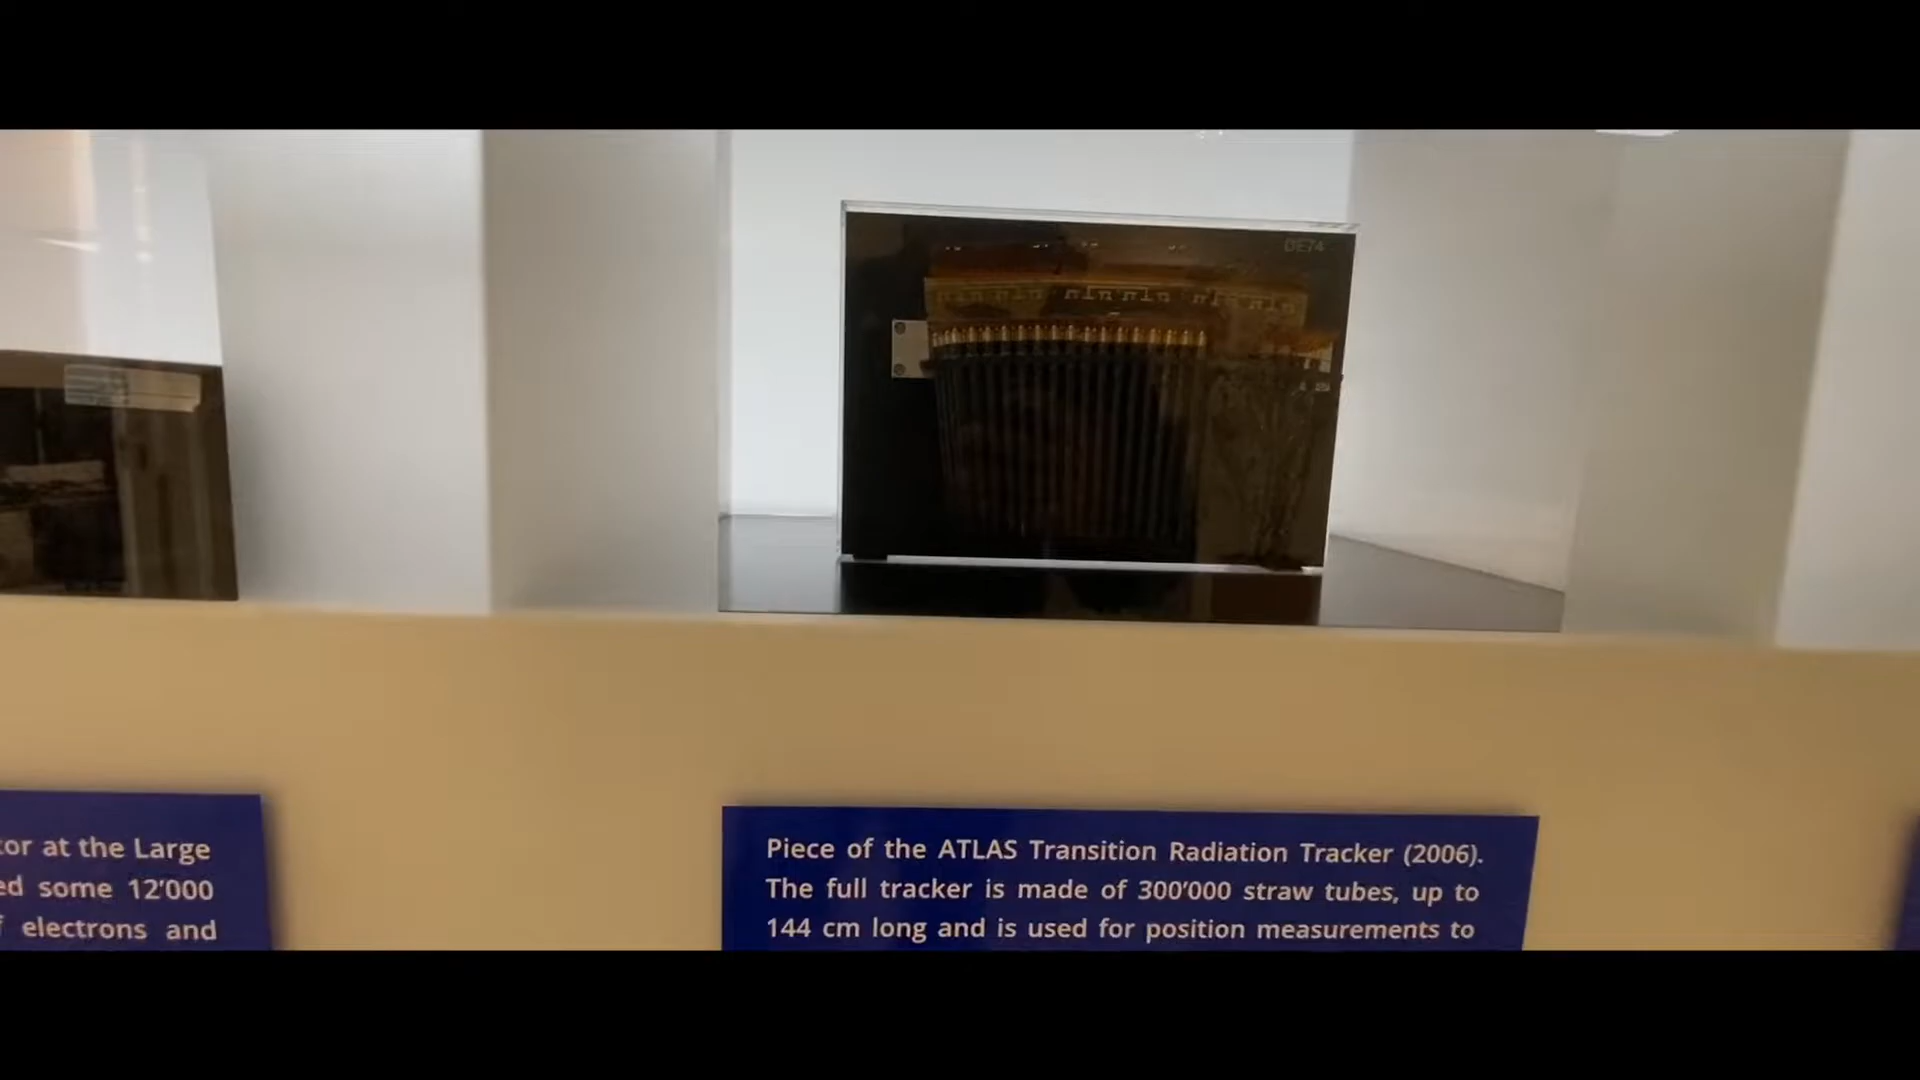 DE74
tor at the Large
ed some 12’000
f electrons and
Piece of the ATLAS Transition Radiation Tracker (2006).
The full tracker is made of 300’000 straw tubes, up to
144 cm long and is used for position measurements to